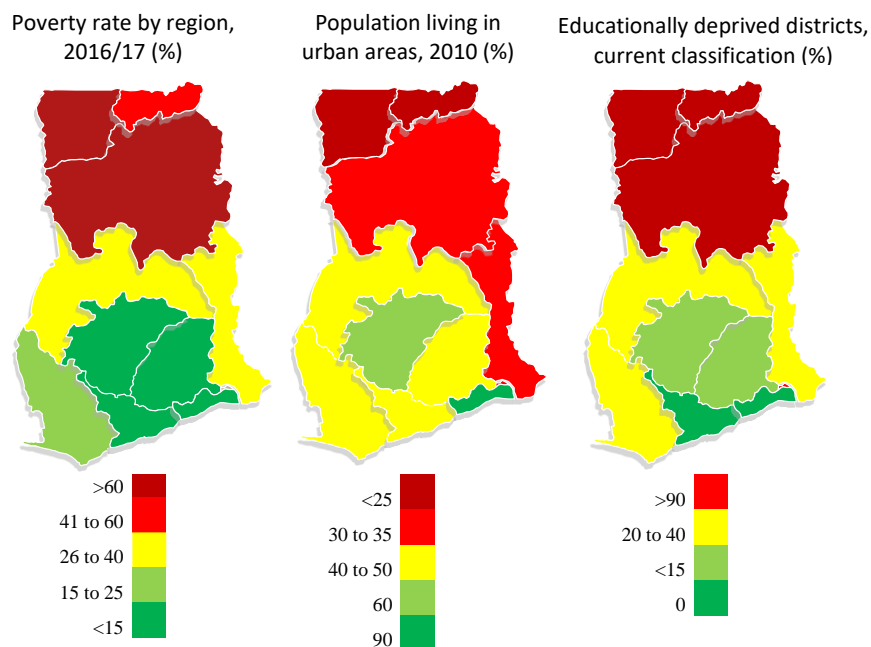 Poverty rate by region,
2016/17 (%)
Population living in
urban areas, 2010 (%)
Educationally deprived districts,
current classification (%)
>60
41 to 60
26 to 40
15 to 25
<15
<25
30 to 35
40 to 50
60
90
>90
20 to 40
<15
0